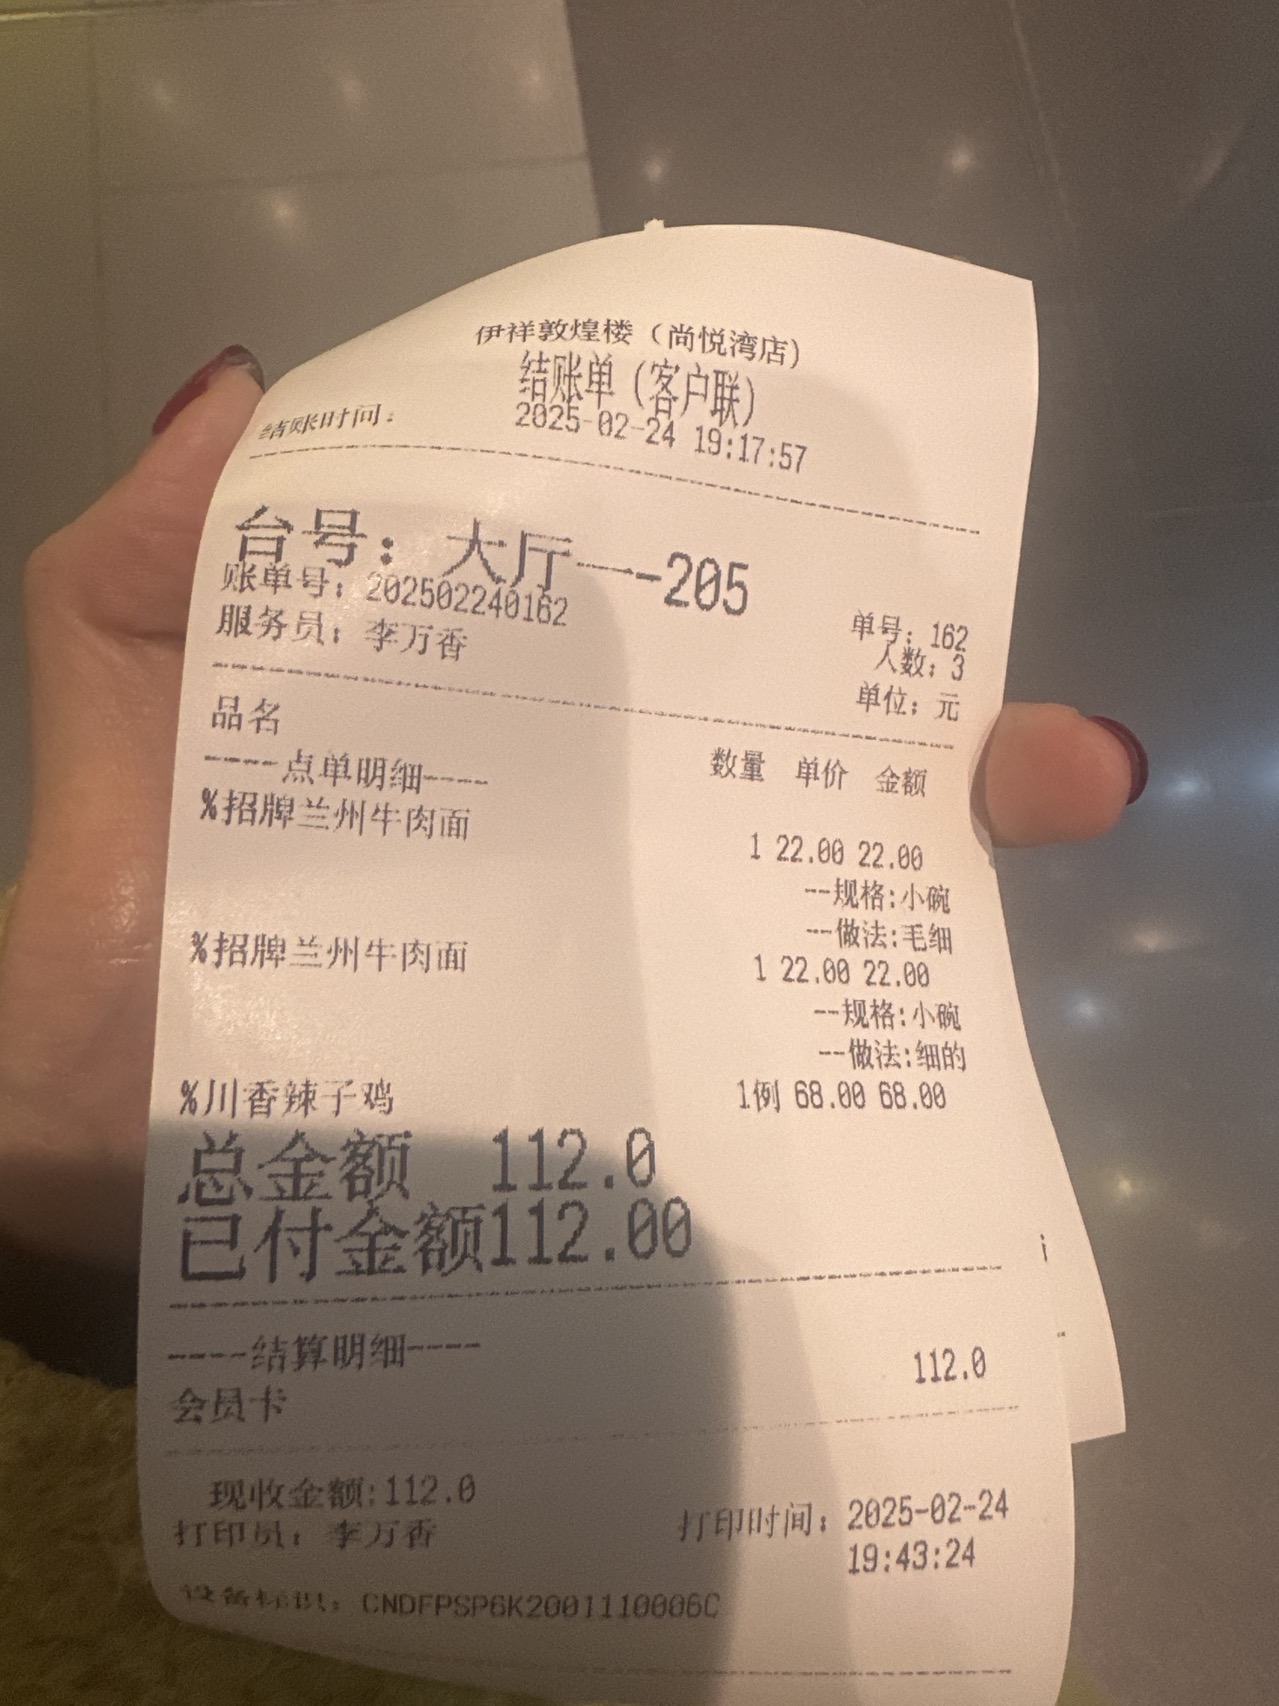 伊祥敦煌楼（尚悦湾店）
结账单（客户联）
结账时间： 2025-02-24 19:17:57
台号： 大厅一-205
账单号：202502240162 单号：162
服务员：李万香 人数：3
单位：元
品名 数量 单价 金额
----点单明细----
%招牌兰州牛肉面
1 22.00 22.00
--规格:小碗
--做法:毛细
%招牌兰州牛肉面
1 22.00 22.00
--规格:小碗
--做法:细的
%川香辣子鸡 1例 68.00 68.00
总金额 112.0
已付金额112.00
----结算明细----
会员卡 112.0
现收金额:112.0
打印员：李万香 打印时间：2025-02-24
19:43:24
设备标识：CNDFPSP6K2001110006C